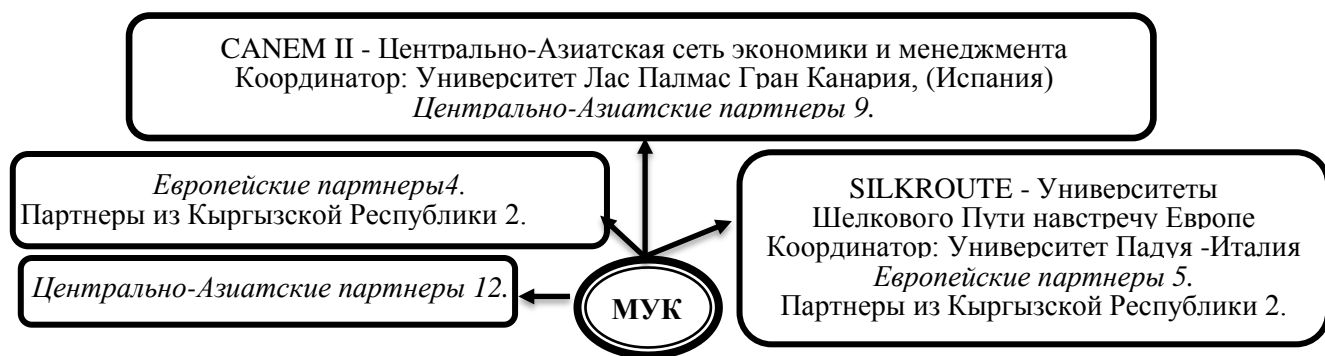 CANEM II - Центрально-Азиатская сеть экономики и менеджмента
Координатор: Университет Лас Палмас Гран Канария, (Испания)
Центрально-Азиатские партнеры 9.
Европейские партнеры4.
Партнеры из Кыргызской Республики 2.
Центрально-Азиатские партнеры 12.
МУК
SILKROUTE - Университеты
Шелкового Пути навстречу Европе
Координатор: Университет Падуя -Италия
Европейские партнеры 5.
Партнеры из Кыргызской Республики 2.